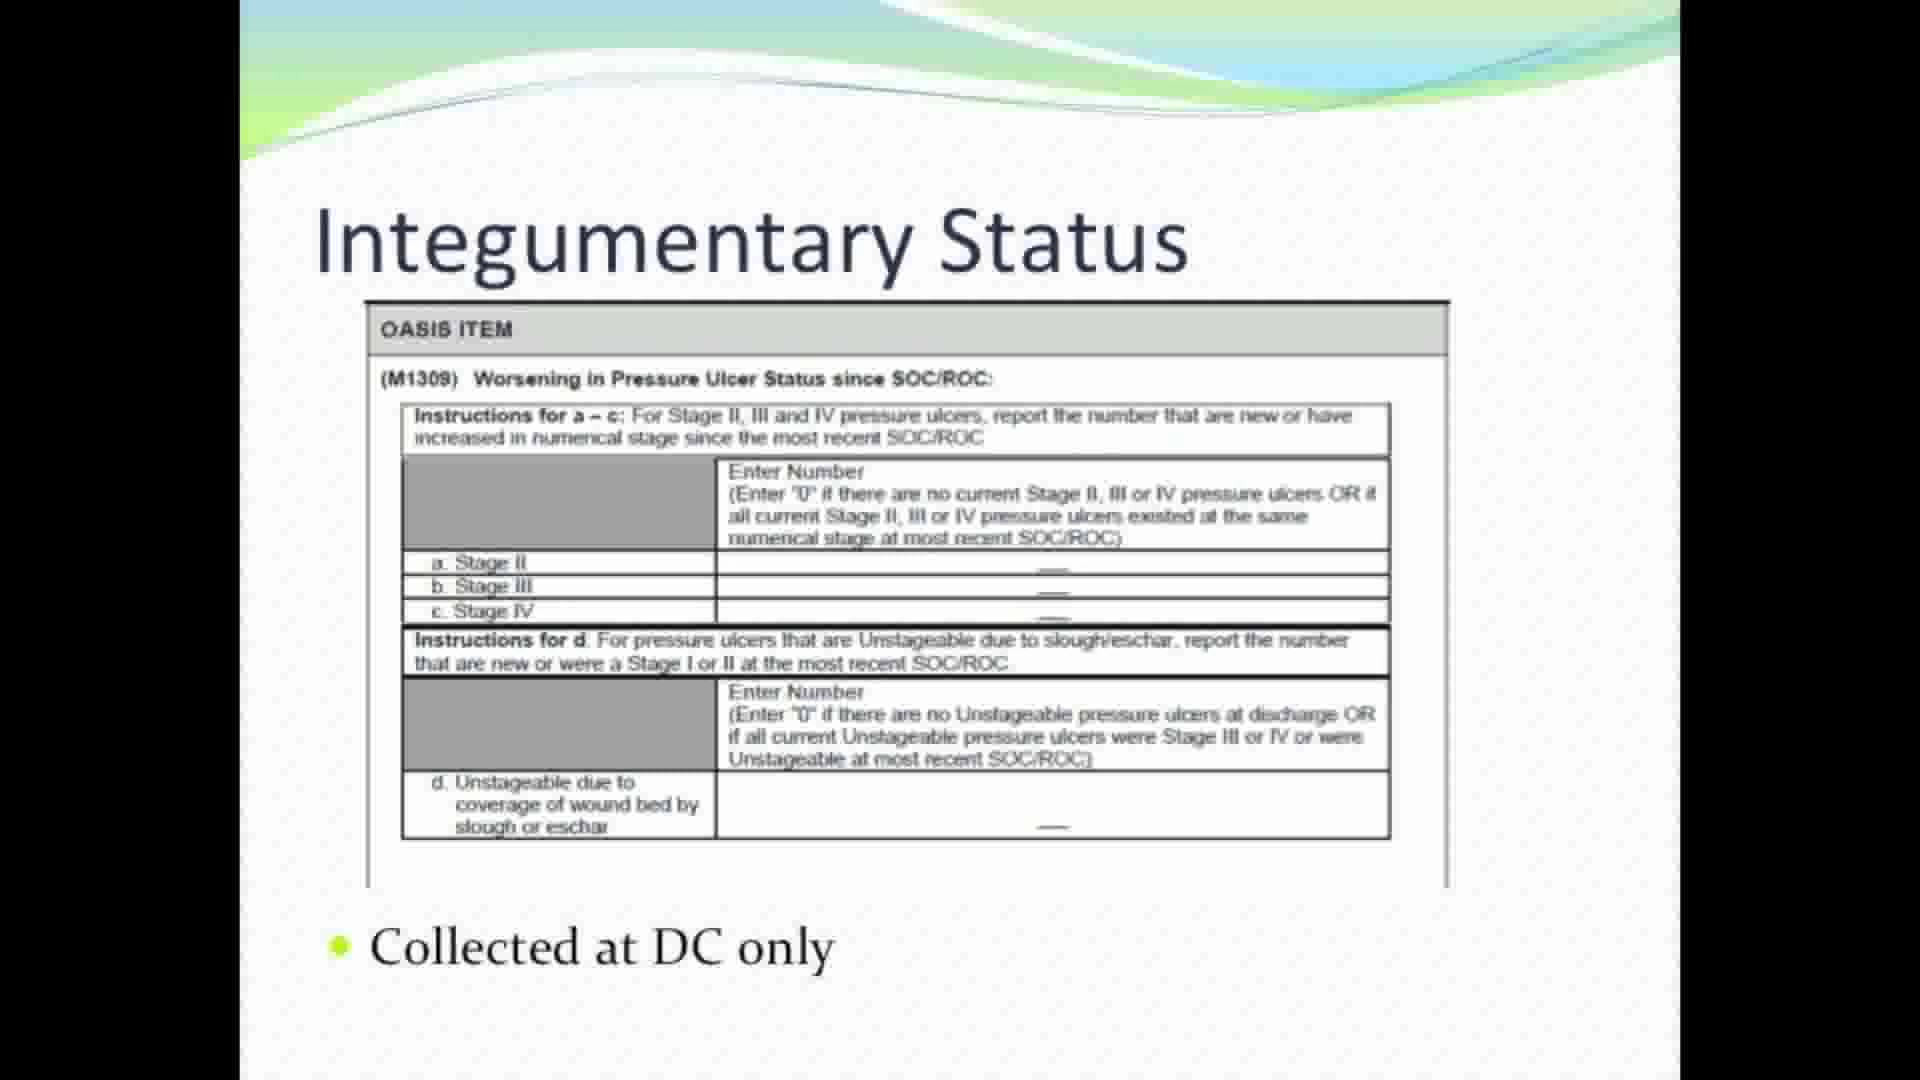 Integumentary Status
OASIS ITEM
(M1309) Worsening in Pressure Ulcer Status since SOC/ROC:
Instructions for a – c: For Stage II, III and IV pressure ulcers, report the number that are new or have
increased in numerical stage since the most recent SOC/ROC
Enter Number
(Enter "0" if there are no current Stage II, III or IV pressure ulcers OR if
all current Stage II, III or IV pressure ulcers existed at the same
numerical stage at most recent SOC/ROC)
a. Stage II
b. Stage III
c. Stage IV
Instructions for d: For pressure ulcers that are Unstageable due to slough/eschar, report the number
that are new or were a Stage I or II at the most recent SOC/ROC
Enter Number
(Enter "0" if there are no Unstageable pressure ulcers at discharge OR
if all current Unstageable pressure ulcers were Stage III or IV or were
Unstageable at most recent SOC/ROC)
d. Unstageable due to
coverage of wound bed by
slough or eschar
Collected at DC only